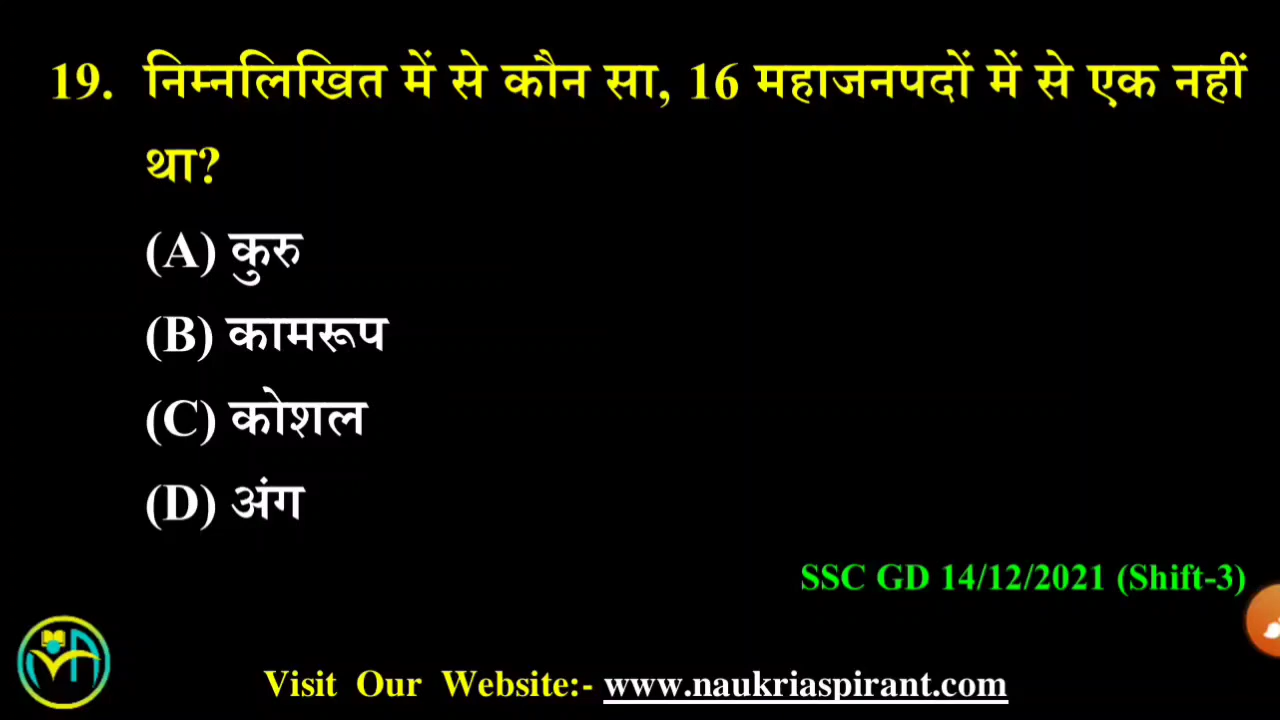 19. निम्नलिखित में से कौन सा, 16 महाजनपदों में से एक नहीं
था?
(A) कुरु
(B) कामरूप
(C) कोशल
(D) अंग
SSC GD 14/12/2021 (Shift-3)
Visit Our Website:- www.naukriaspirant.com